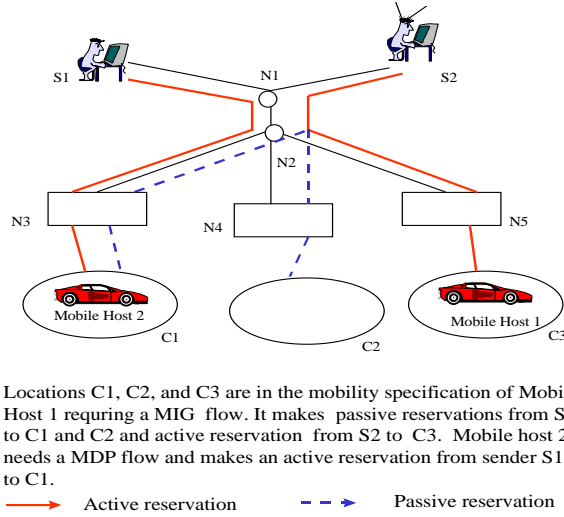 S1
N1
S2
N2
N3
N4
N5
Mobile Host 2
C1
C2
Mobile Host 1
C3
Locations C1, C2, and C3 are in the mobility specification of Mobi
Host 1 requring a MIG flow. It makes passive reservations from S
to C1 and C2 and active reservation from S2 to C3. Mobile host 2
needs a MDP flow and makes an active reservation from sender S1
to C1.
Active reservation
Passive reservation